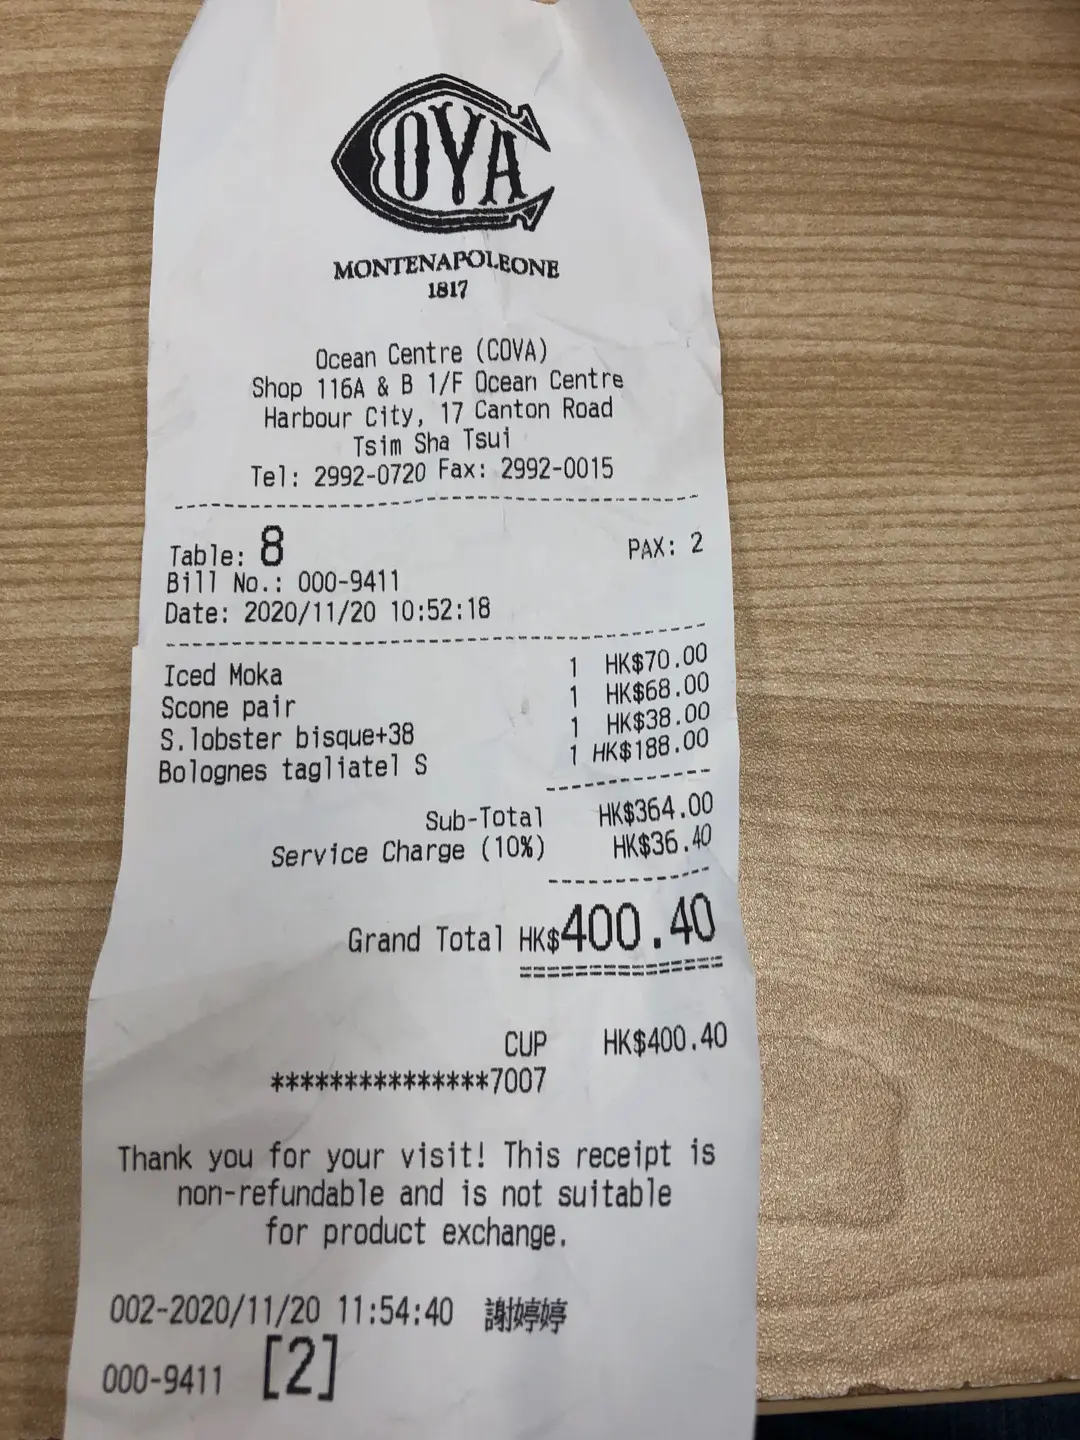 COVA
MONTENAPOLEONE
1817
Ocean Centre (COVA)
Shop 116A & B 1/F Ocean Centre
Harbour City, 17 Canton Road
Tsim Sha Tsui
Tel: 2992-0720 Fax: 2992-0015
Table: 8 PAX: 2
Bill No.: 000-9411
Date: 2020/11/20 10:52:18
Iced Moka 1 HK$70.00
Scone pair 1 HK$68.00
S.lobster bisque+38 1 HK$38.00
Bolognes tagliatel S 1 HK$188.00
Sub-Total HK$364.00
Service Charge (10%) HK$36.40
Grand Total HK$400.40
CUP HK$400.40
***************7007
Thank you for your visit! This receipt is
non-refundable and is not suitable
for product exchange.
002-2020/11/20 11:54:40 謝婷婷
000-9411 [2]